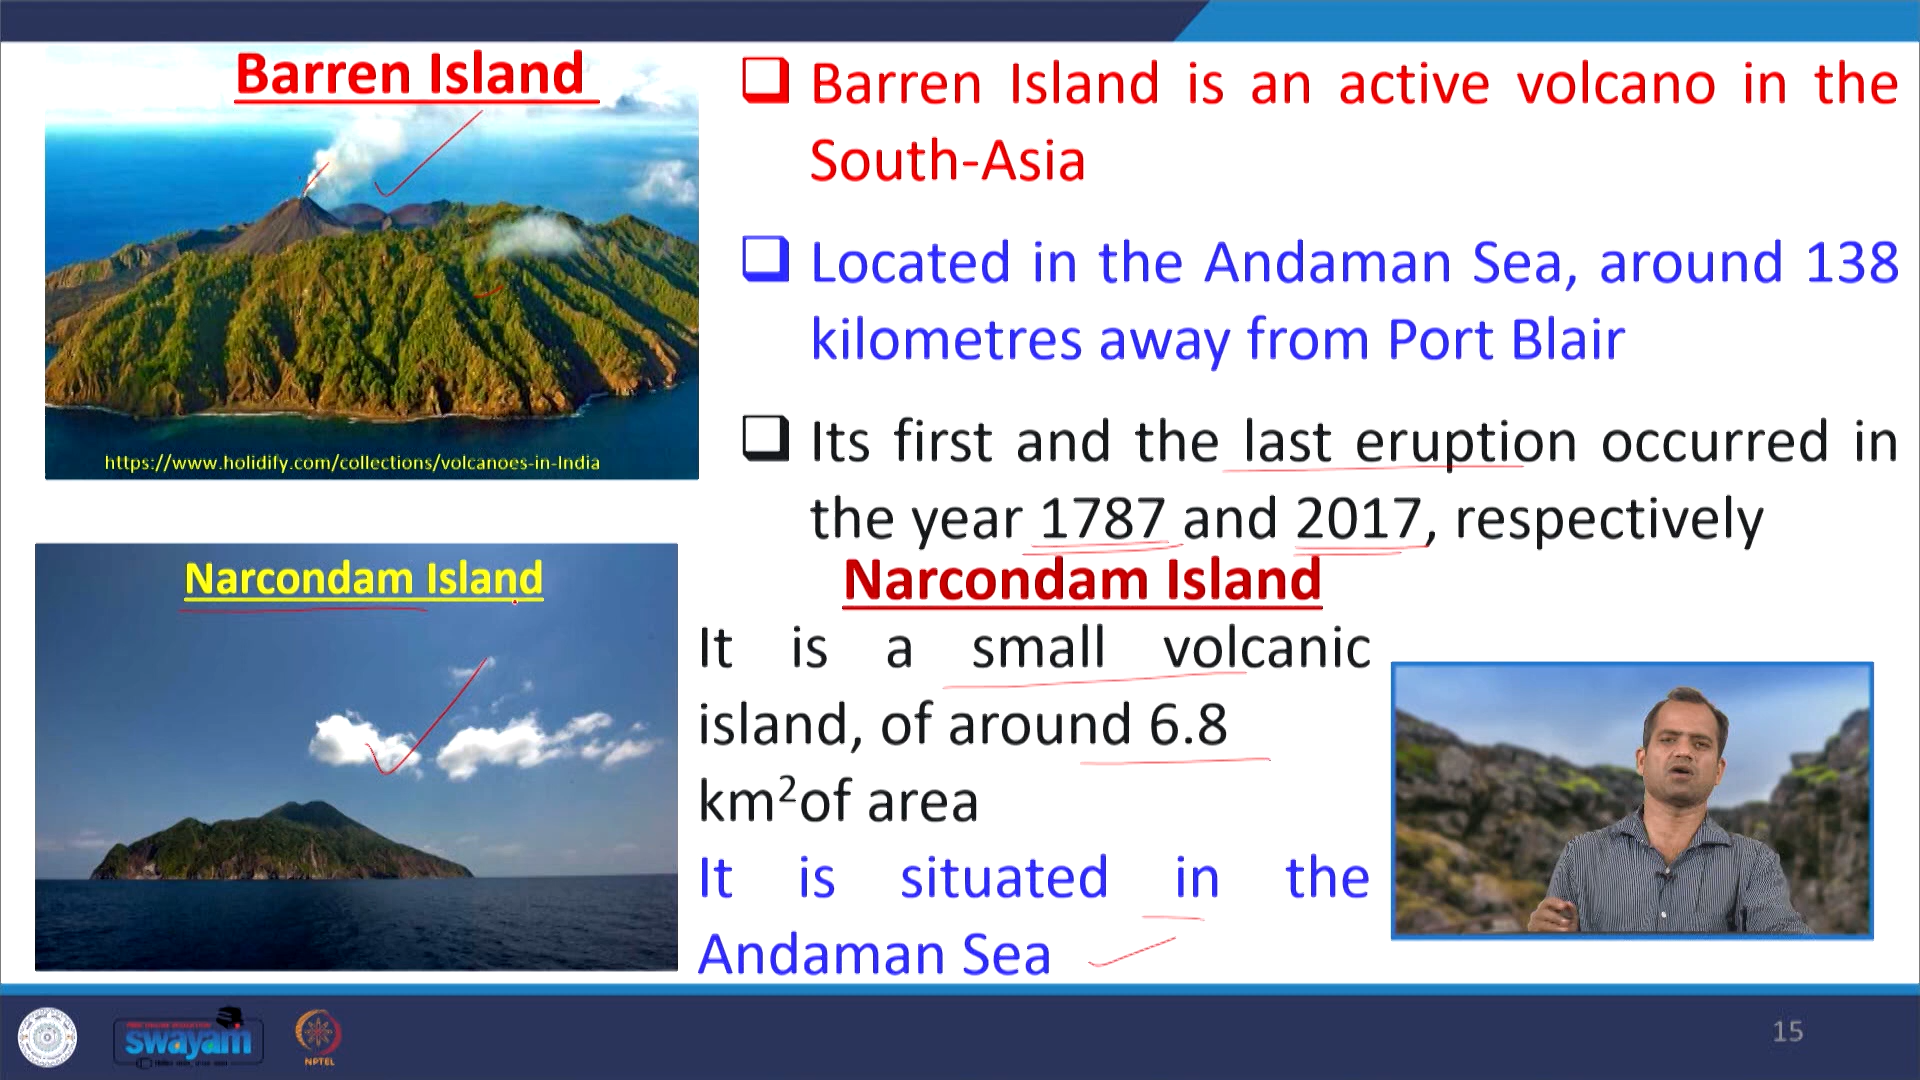 Barren Island
https://www.holidify.com/collections/volcanoes-in-India
❑ Barren Island is an active volcano in the
South-Asia
❑ Located in the Andaman Sea, around 138
kilometres away from Port Blair
❑ Its first and the last eruption occurred in
the year 1787 and 2017, respectively
Narcondam Island
Narcondam Island
It is a small volcanic
island, of around 6.8
km²of area
It is situated in the
Andaman Sea
swayam
NPTEL
15